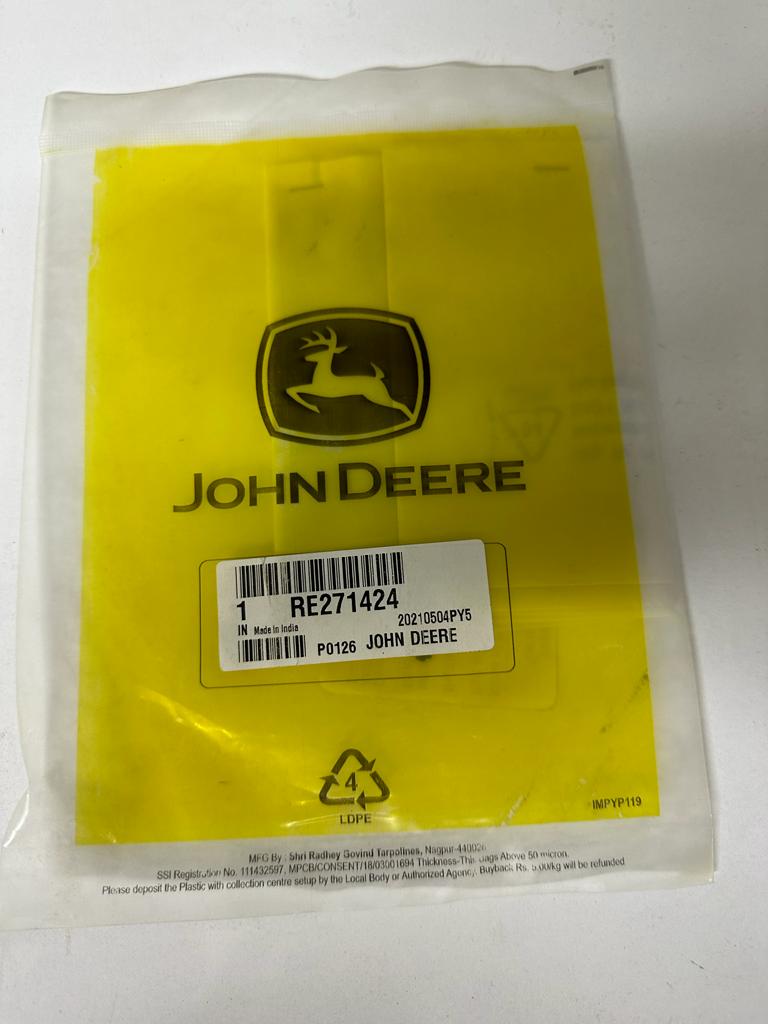 JOHN DEERE
1 RE271424
IN Made In India 20210504PY5
P0126 JOHN DEERE
4
LDPE
IMPYP119
MFG By : Shri Radhey Govind Tarpolines, Nagpur-440026
SSI Registration No. 111432597, MPCB/CONSENT/18/03001694 Thickness-This bags Above 50 micron.
Please deposit the Plastic with collection centre setup by the Local Body or Authorized Agency. Buyback Rs. 5.00/kg will be refunded